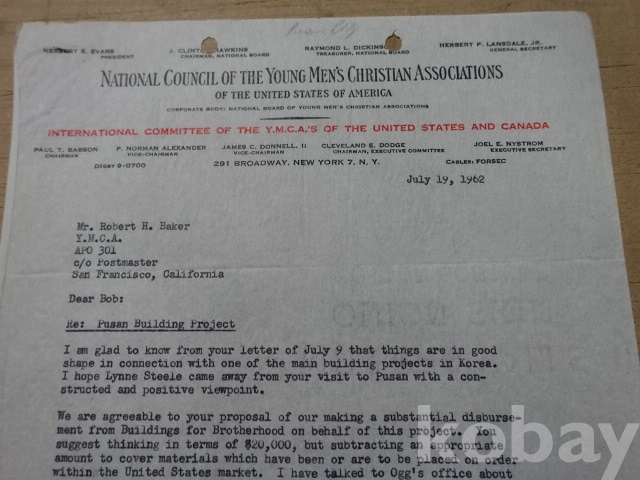 Pusan Bldg
HERBERT E. EVANS J. CLINTON HAWKINS RAYMOND L. DICKINSON HERBERT P. LANSDALE, JR.
PRESIDENT CHAIRMAN, NATIONAL BOARD TREASURER, NATIONAL BOARD GENERAL SECRETARY
NATIONAL COUNCIL OF THE YOUNG MEN'S CHRISTIAN ASSOCIATIONS
OF THE UNITED STATES OF AMERICA
CORPORATE BODY: NATIONAL BOARD OF YOUNG MEN'S CHRISTIAN ASSOCIATIONS
INTERNATIONAL COMMITTEE OF THE Y.M.C.A.'S OF THE UNITED STATES AND CANADA
PAUL T. BABSON P. NORMAN ALEXANDER JAMES C. DONNELL, II CLEVELAND E. DODGE JOEL E. NYSTROM
CHAIRMAN VICE-CHAIRMAN VICE-CHAIRMAN CHAIRMAN, EXECUTIVE COMMITTEE EXECUTIVE SECRETARY
DIGBY 9-0700 291 BROADWAY, NEW YORK 7, N. Y. CABLES: FORSEC
July 19, 1962
Mr. Robert H. Baker
Y.M.C.A.
APO 301
c/o Postmaster
San Francisco, California
Dear Bob:
Re: Pusan Building Project
I am glad to know from your letter of July 9 that things are in good
shape in connection with one of the main building projects in Korea.
I hope Lynne Steele came away from your visit to Pusan with a con-
structed and positive viewpoint.
We are agreeable to your proposal of our making a substantial disburse-
ment from Buildings for Brotherhood on behalf of this project. You
suggest thinking in terms of $20,000, but subtracting an appropriate
amount to cover materials which have been or are to be placed on order
within the United States market. I have talked to Ogg's office about
kobay